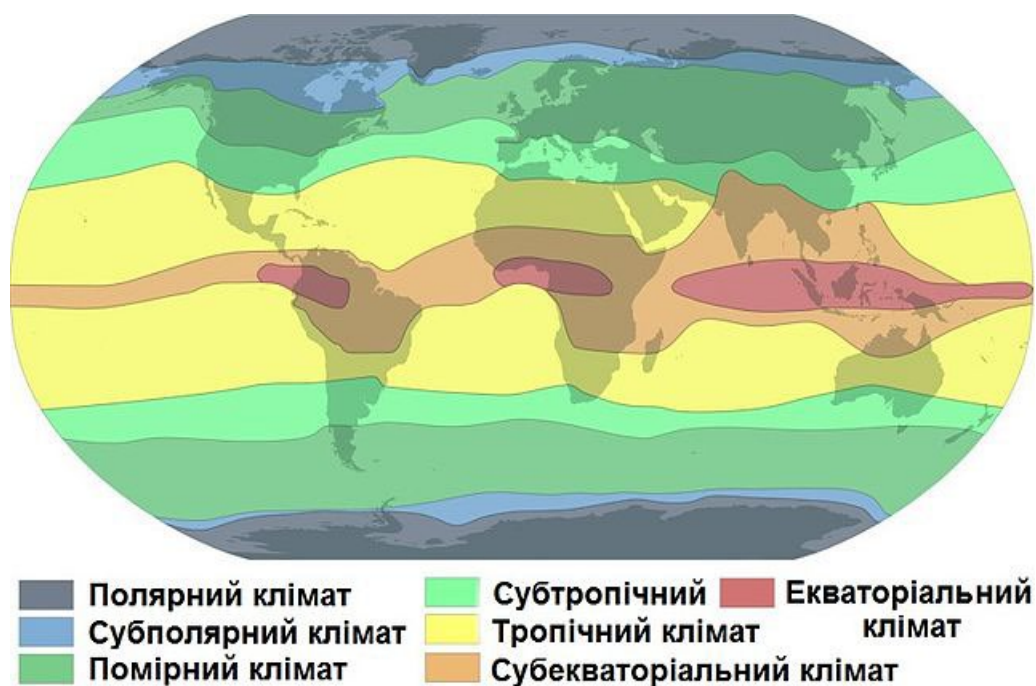 Полярний клімат
Субполярний клімат
Помірний клімат
Субтропічний
Тропічний клімат
Субекваторіальний клімат
Екваторіальний
клімат